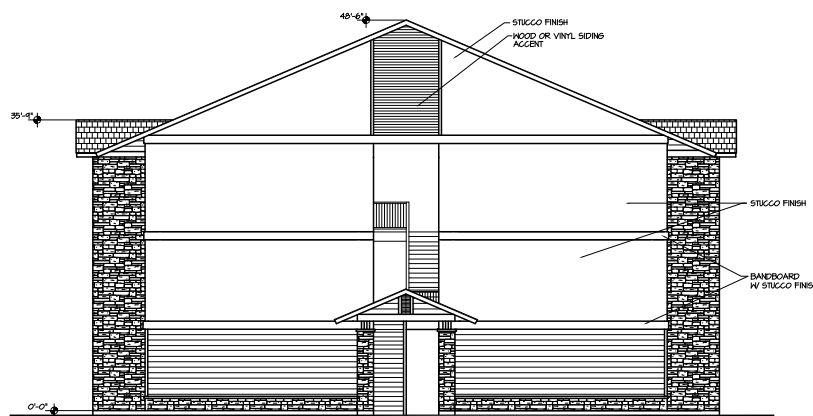 48'-6"
STUCCO FINISH
WOOD OR VINYL SIDING
ACCENT
35'-9"
STUCCO FINISH
BANDBOARD
W/ STUCCO FINIS
0'-0"